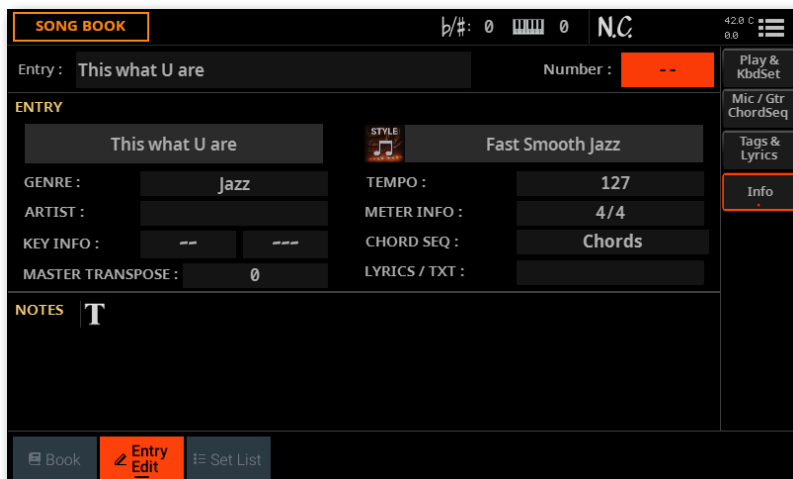 SONG BOOK
b/#: 0
0
N.C.
42.0 C
0.0
Entry : This what U are
Number : --
Play &
KbdSet
Mic / Gtr
ChordSeq
Tags &
Lyrics
Info
ENTRY
This what U are
STYLE
Fast Smooth Jazz
GENRE : Jazz
TEMPO : 127
ARTIST :
METER INFO : 4/4
KEY INFO : -- ---
CHORD SEQ : Chords
MASTER TRANSPOSE : 0
LYRICS / TXT :
NOTES T
Book
Entry
Edit
Set List